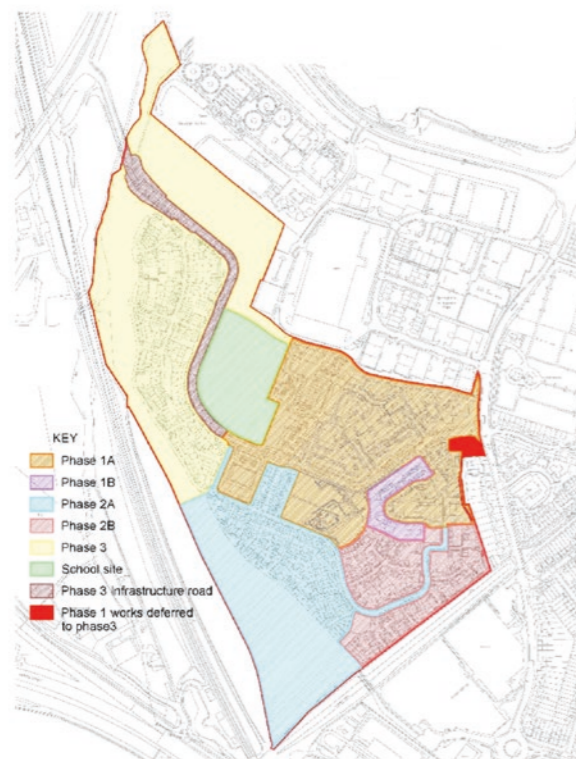 KEY
Phase 1A
Phase 1B
Phase 2A
Phase 2B
Phase 3
School site
Phase 3 infrastructure road
Phase 1 works deferred
to phase3